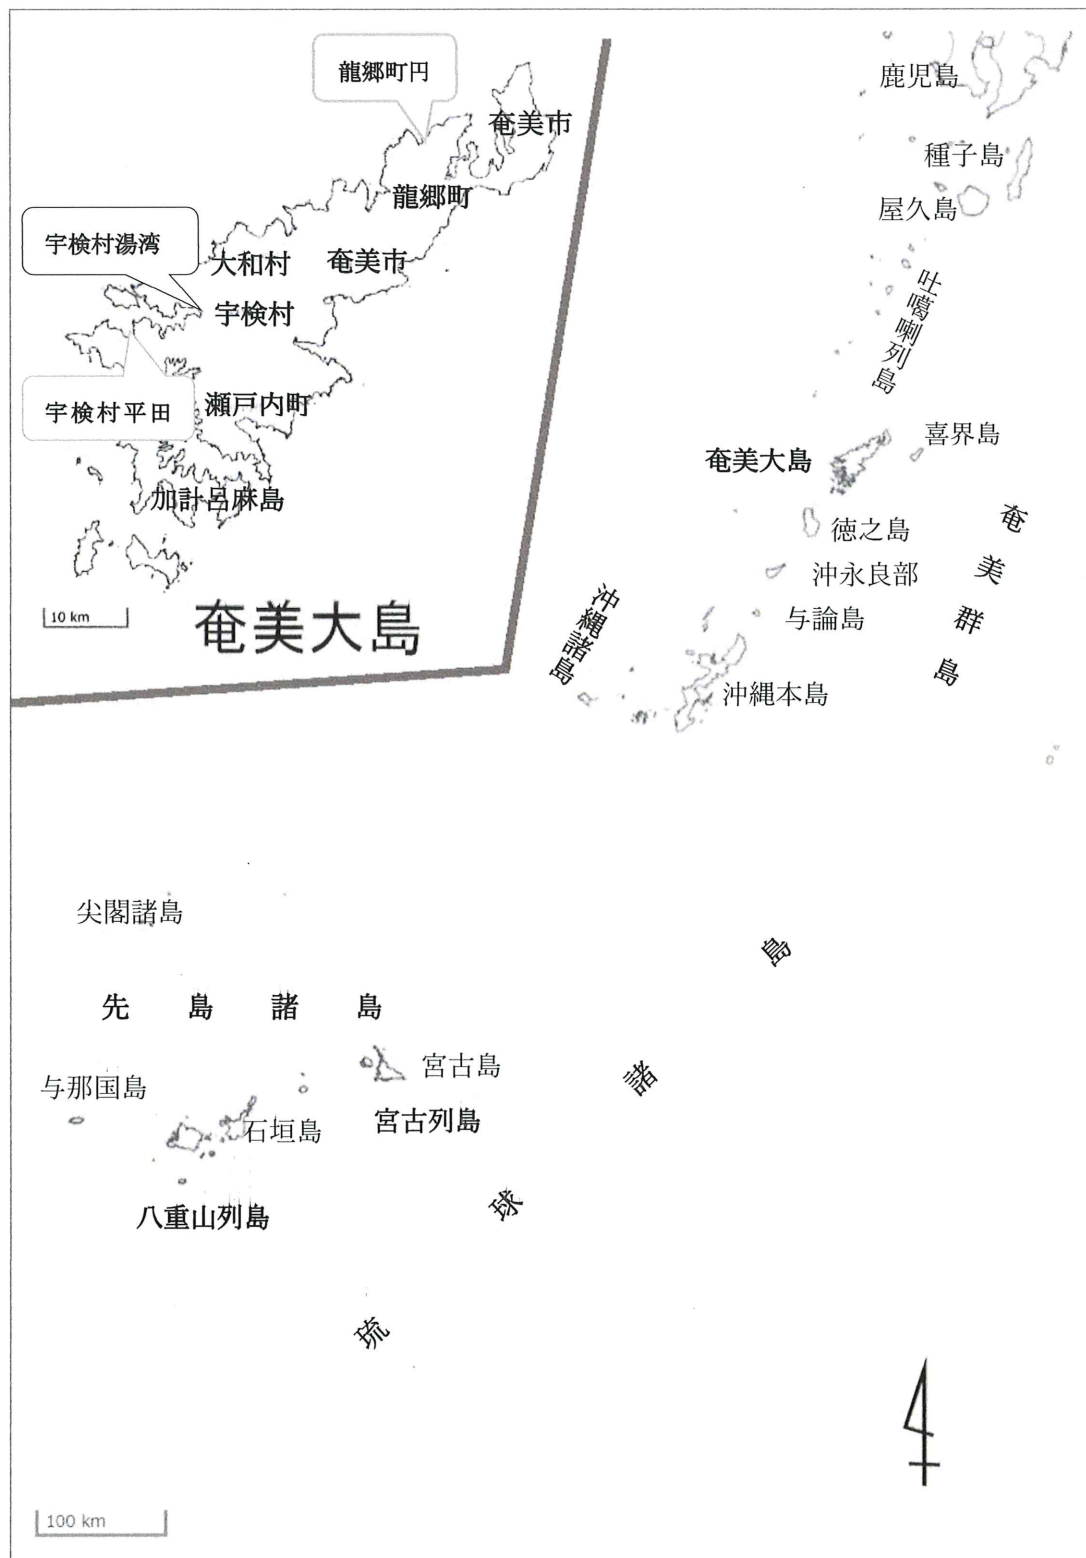 龍郷町円
奄美市
龍郷町
宇検村湯湾
大和村
奄美市
宇検村
宇検村平田
瀬戸内町
加計呂麻島
10 km
奄美大島
鹿児島
種子島
屋久島
吐噶喇列島
喜界島
奄美大島
徳之島
沖永良部
与論島
奄美群島
沖縄諸島
沖縄本島
尖閣諸島
先島諸島
与那国島
宮古島
石垣島
宮古列島
八重山列島
琉球諸島
100 km